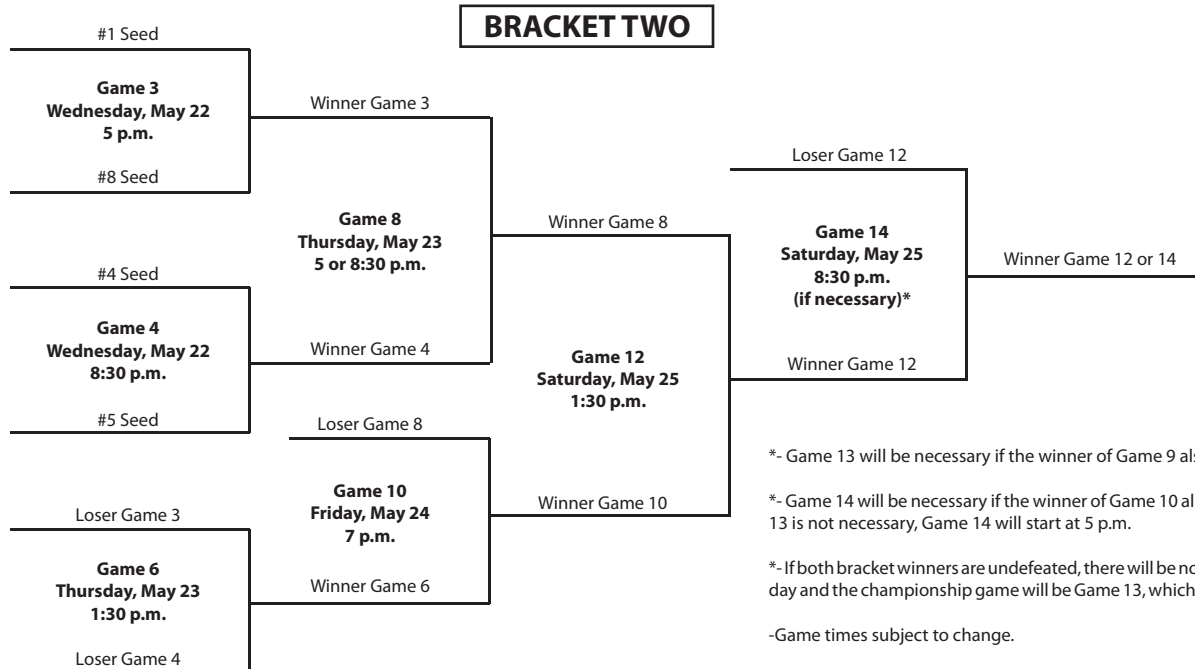 BRACKET TWO
#1 Seed
Game 3
Wednesday, May 22
5 p.m.
#8 Seed
#4 Seed
Game 4
Wednesday, May 22
8:30 p.m.
#5 Seed
Loser Game 3
Game 6
Thursday, May 23
1:30 p.m.
Loser Game 4
Winner Game 3
Game 8
Thursday, May 23
5 or 8:30 p.m.
Winner Game 4
Loser Game 8
Game 10
Friday, May 24
7 p.m.
Winner Game 6
Winner Game 8
Game 12
Saturday, May 25
1:30 p.m.
Winner Game 10
Loser Game 12
Game 14
Saturday, May 25
8:30 p.m.
(if necessary)*
Winner Game 12
Winner Game 12 or 14
*- Game 13 will be necessary if the winner of Game 9
*- Game 14 will be necessary if the winner of Game 10
13 is not necessary, Game 14 will start at 5 p.m.
*- If both bracket winners are undefeated, there will be
day and the championship game will be Game 13, which
-Game times subject to change.